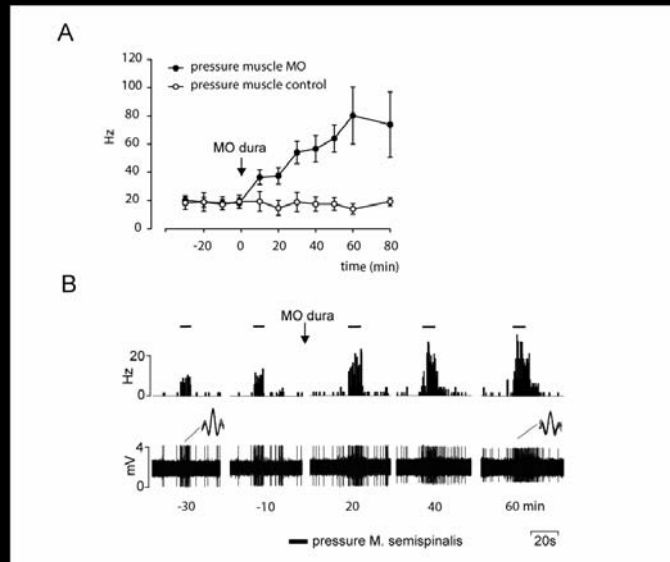 A
120
pressure muscle MO
100
pressure muscle control
80
Hz
MO dura
60
40
20
0
-20 0 20 40 60 80
time (min)
B
MO dura
20
Hz
0
4
mV
0
-30 -10 20 40 60 min
pressure M. semispinalis 20s